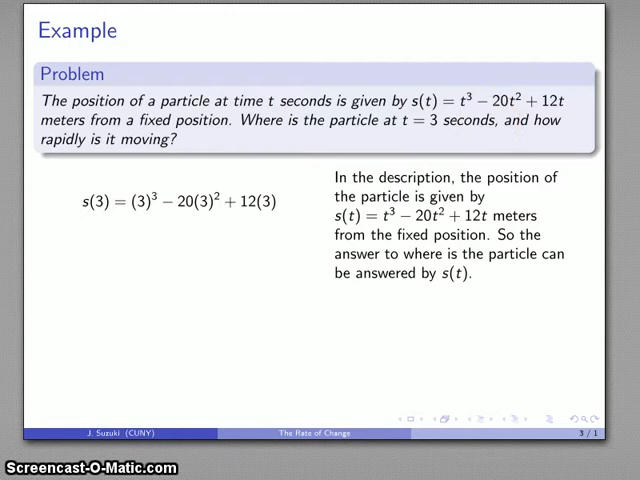 Example
Problem
The position of a particle at time t seconds is given by s(t) = t³ − 20t² + 12t
meters from a fixed position. Where is the particle at t = 3 seconds, and how
rapidly is it moving?
s(3) = (3)³ − 20(3)² + 12(3)
In the description, the position of
the particle is given by
s(t) = t³ − 20t² + 12t meters
from the fixed position. So the
answer to where is the particle can
be answered by s(t).
J. Suzuki (CUNY)
The Rate of Change
3 / 1
Screencast-O-Matic.com